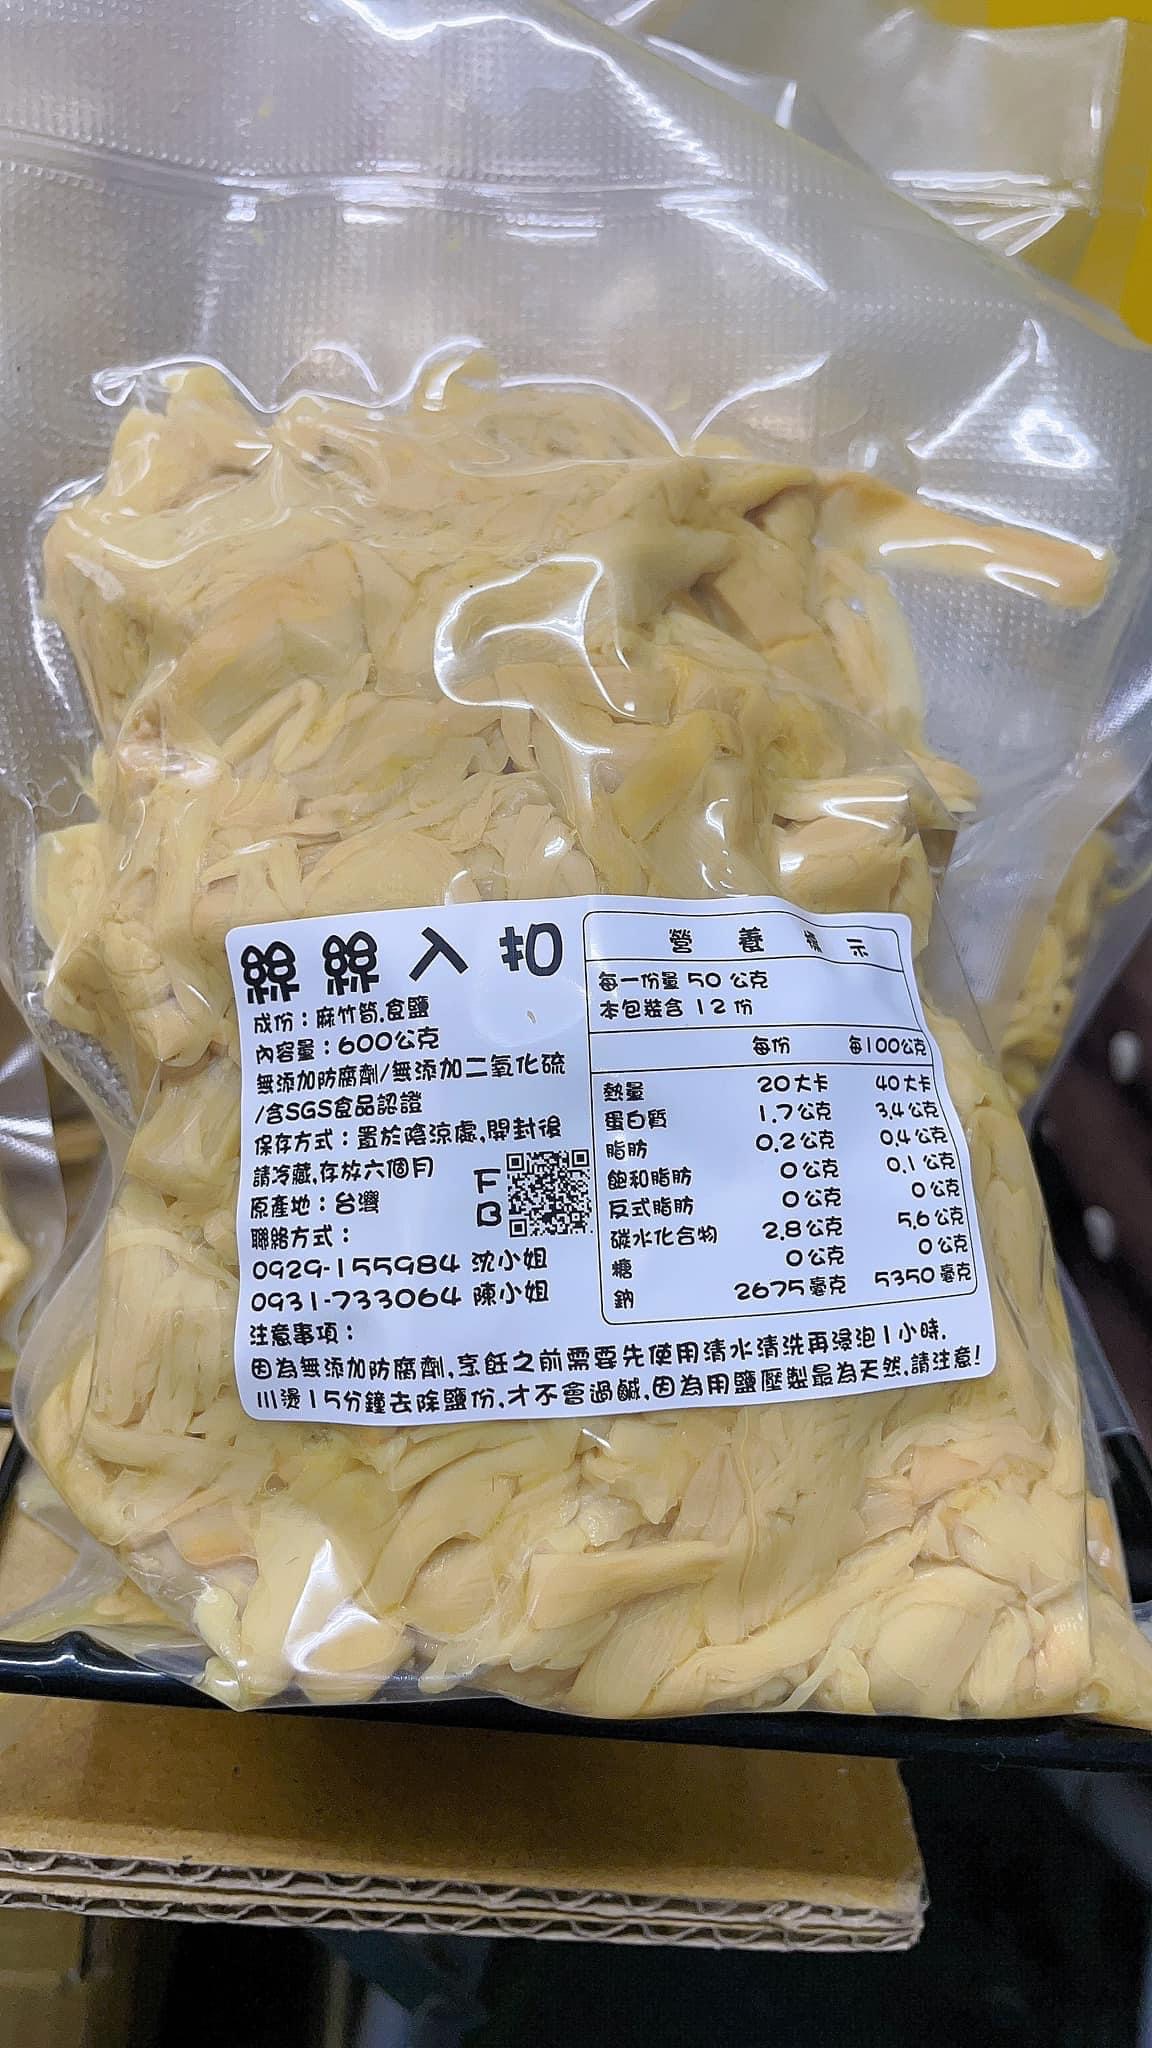 絲絲入扣
成份：麻竹筍.食鹽
內容量：600公克
無添加防腐劑/無添加二氧化硫
/含SGS食品認證
保存方式：置於陰涼處,開封後
請冷藏,存放六個月
原產地：台灣
FB
聯絡方式：
0929-155984 沈小姐
0931-733064 陳小姐
營養標示
每一份量 50 公克
本包裝含 12 份
每份 每100公克
熱量 20大卡 40大卡
蛋白質 1.7公克 3.4公克
脂肪 0.2公克 0.4公克
飽和脂肪 0公克 0.1公克
反式脂肪 0公克 0公克
碳水化合物 2.8公克 5.6公克
糖 0公克 0公克
鈉 2675毫克 5350毫克
注意事項：
因為無添加防腐劑,烹飪之前需要先使用清水清洗再浸泡1小時.
川燙15分鐘去除鹽份,才不會過鹹,因為用鹽壓製最為天然,請注意!